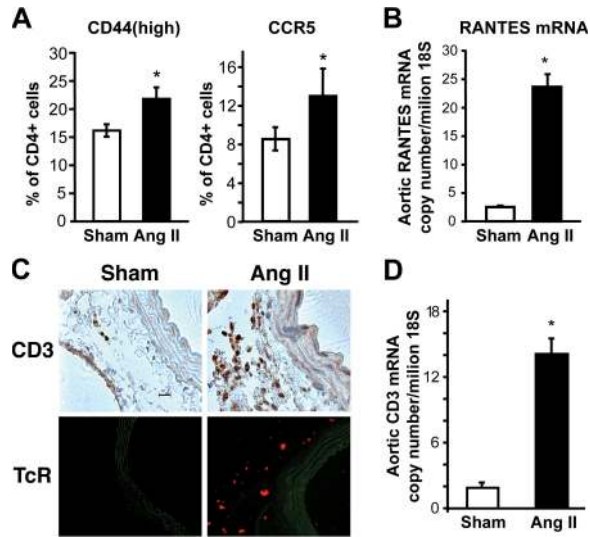 A
CD44(high)
% of CD4+ cells
30
25
20
15
10
5
0
*
Sham Ang II
CCR5
% of CD4+ cells
16
12
8
4
0
*
Sham Ang II
B
RANTES mRNA
Aortic RANTES mRNA
copy number/milion 18S
30
25
20
15
10
5
0
*
Sham Ang II
C
Sham
Ang II
CD3
TcR
D
Aortic CD3 mRNA
copy number/milion 18S
18
14
10
6
2
0
*
Sham
Ang II